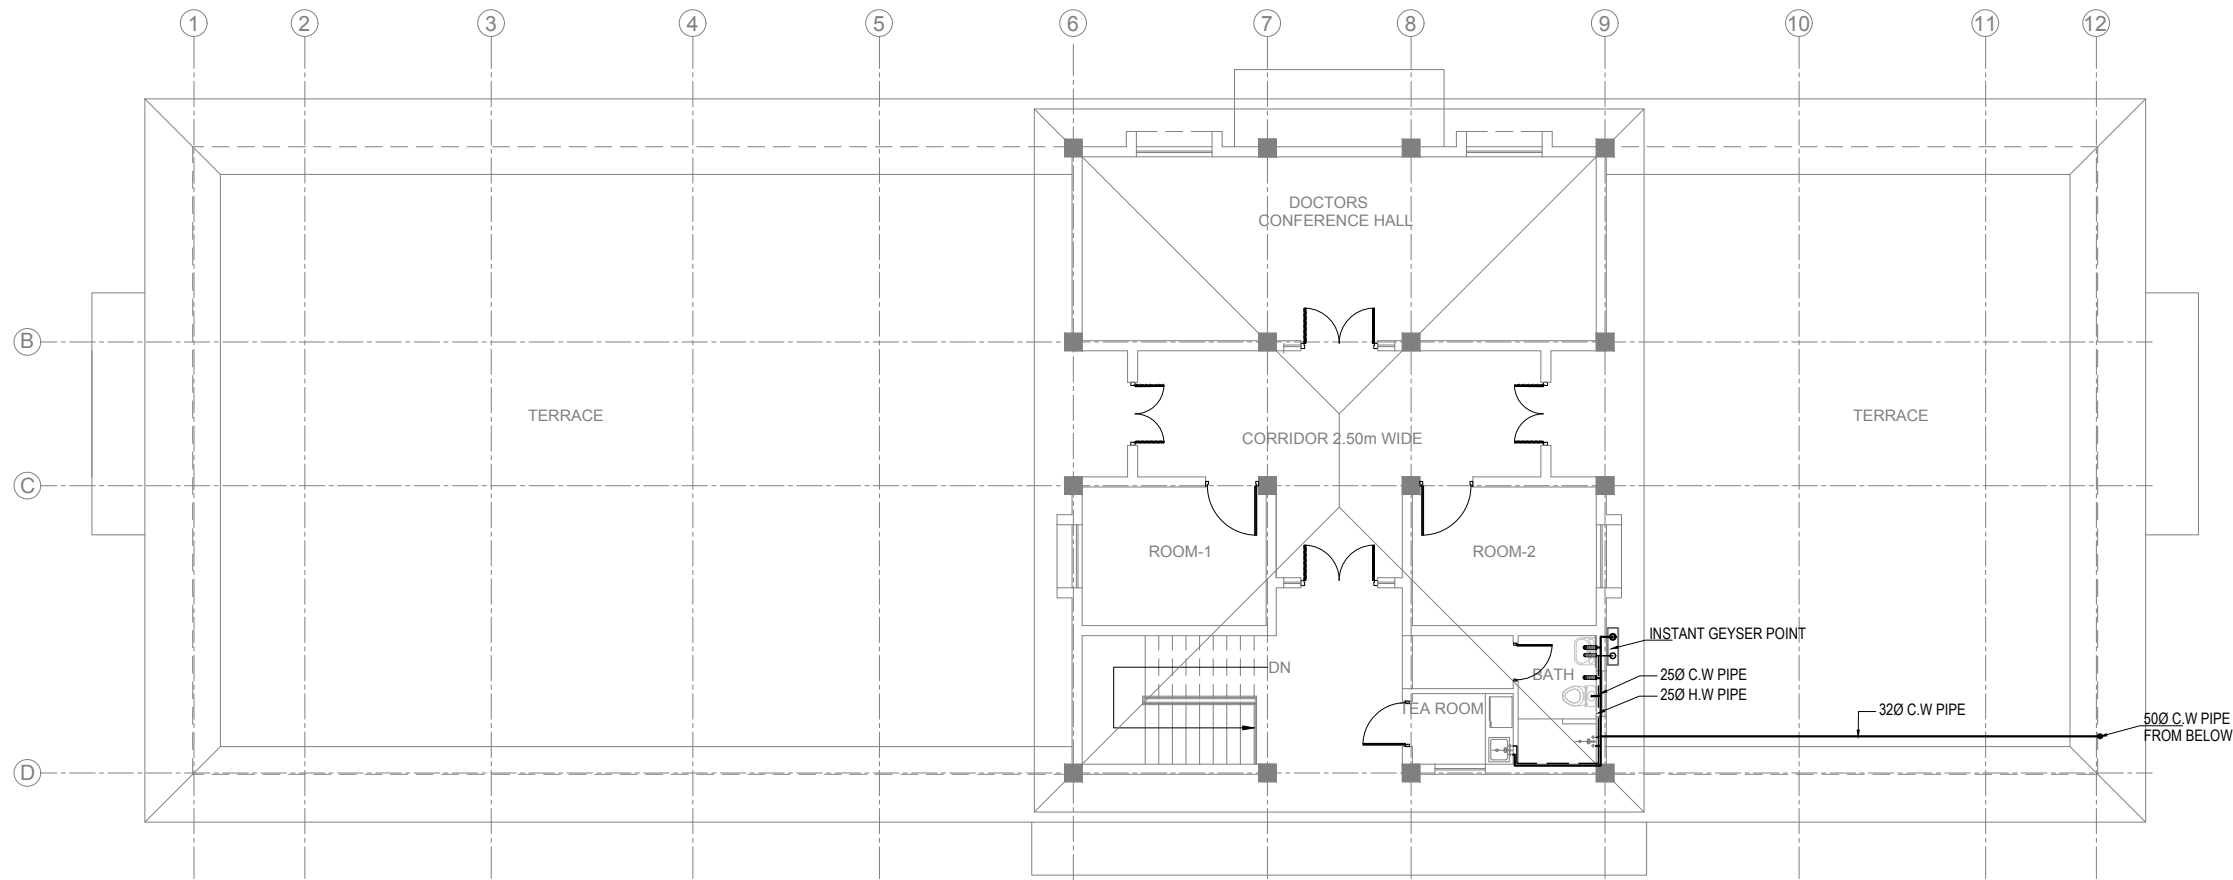 1
2
3
4
5
6
7
8
9
10
11
12
DOCTORS
CONFERENCE HALL
B
TERRACE
TERRACE
CORRIDOR 2.50m WIDE
C
ROOM-1
ROOM-2
INSTANT GEYSER POINT
DN
BATH
25Ø C.W PIPE
25Ø H.W PIPE
TEA ROOM
32Ø C.W PIPE
50Ø C.W PIPE
FROM BELOW
D